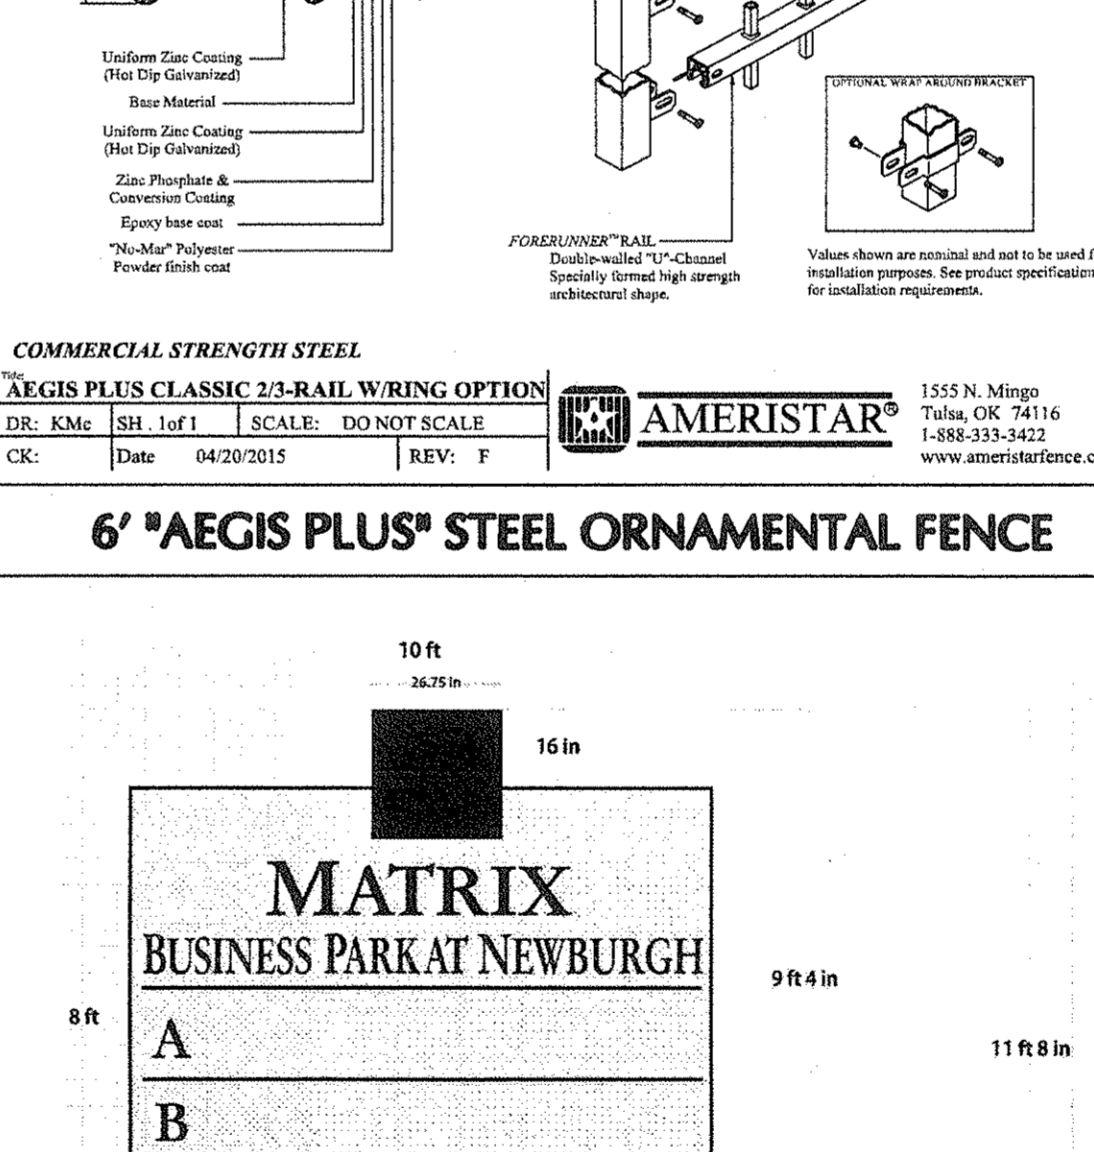 Uniform Zinc Coating
(Hot Dip Galvanized)
Base Material
Uniform Zinc Coating
(Hot Dip Galvanized)
Zinc Phosphate &
Conversion Coating
Epoxy base coat
"No-Mar" Polyester
Powder finish coat
FORERUNNER™ RAIL
Double-walled "U"-Channel
Specially formed high strength
architectural shape.
OPTIONAL WRAP AROUND BRACKET
Values shown are nominal and not to be used f
installation purposes. See product specification
for installation requirements.
COMMERCIAL STRENGTH STEEL
Title:
AEGIS PLUS CLASSIC 2/3-RAIL W/RING OPTION
DR: KMc SH . 1of 1 SCALE: DO NOT SCALE
CK: Date 04/20/2015 REV: F
AMERISTAR®
1555 N. Mingo
Tulsa, OK 74116
1-888-333-3422
www.ameristarfence.c
6' "AEGIS PLUS" STEEL ORNAMENTAL FENCE
10 ft
26.75 in
16 in
MATRIX
BUSINESS PARK AT NEWBURGH
9 ft 4 in
8 ft
A
11 ft 8 in
B